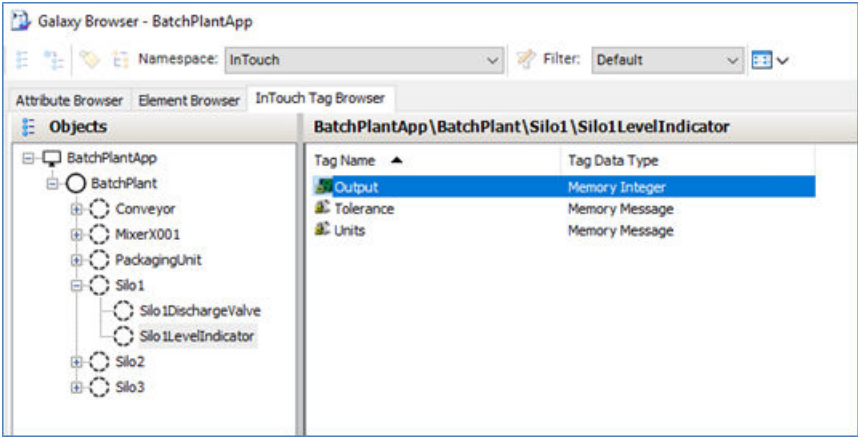 Galaxy Browser - BatchPlantApp
Namespace: InTouch Filter: Default
Attribute Browser Element Browser InTouch Tag Browser
Objects
BatchPlantApp
BatchPlant
Conveyor
MixerX001
PackagingUnit
Silo1
Silo1DischargeValve
Silo1LevelIndicator
Silo2
Silo3
BatchPlantApp\BatchPlant\Silo1\Silo1LevelIndicator
Tag Name Tag Data Type
Output Memory Integer
Tolerance Memory Message
Units Memory Message